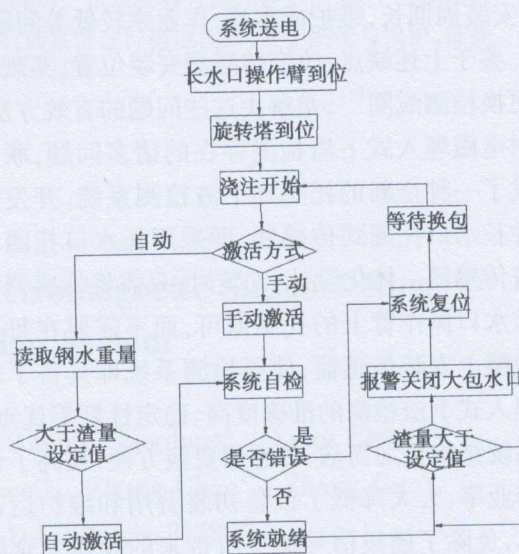 系统送电
长水口操作臂到位
旋转塔到位
浇注开始
等待换包
自动
激活方式
手动
手动激活
系统复位
读取钢水重量
系统自检
报警关闭大包水口
大于渣量
设定值
是
是否错误
渣量大于
设定值
否
自动激活
系统就绪